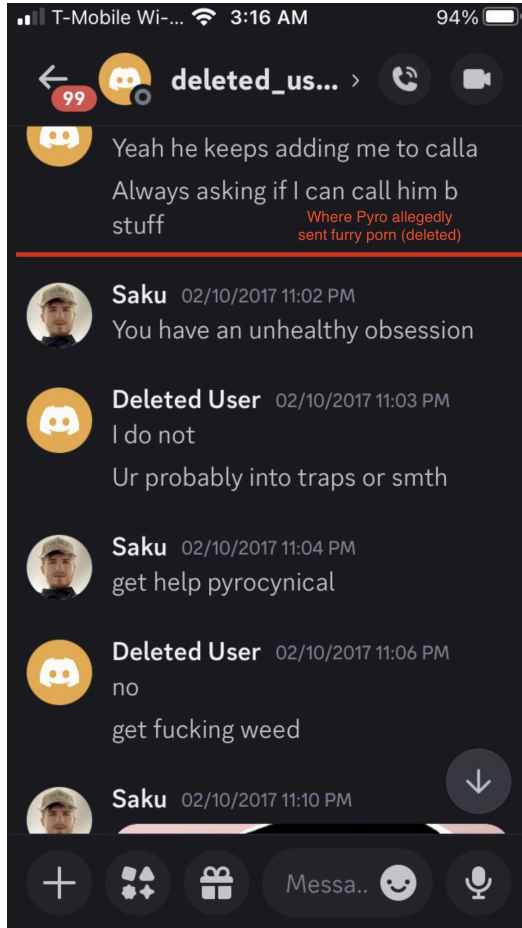 T-Mobile Wi-... 3:16 AM 94%
99 deleted_us... >
Yeah he keeps adding me to calla
Always asking if I can call him b
stuff
Where Pyro allegedly
sent furry porn (deleted)
Saku 02/10/2017 11:02 PM
You have an unhealthy obsession
Deleted User 02/10/2017 11:03 PM
I do not
Ur probably into traps or smth
Saku 02/10/2017 11:04 PM
get help pyrocynical
Deleted User 02/10/2017 11:06 PM
no
get fucking weed
Saku 02/10/2017 11:10 PM
Messa..